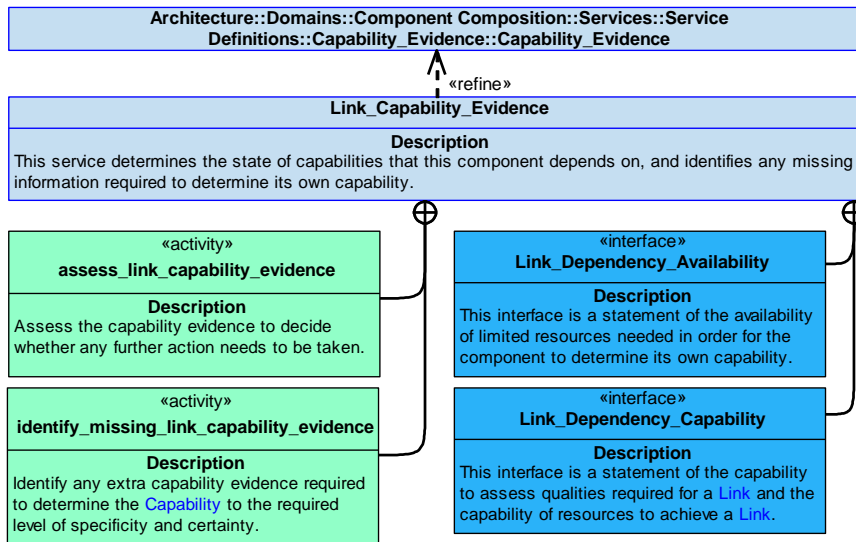 Architecture::Domains::Component Composition::Services::Service
Definitions::Capability_Evidence::Capability_Evidence
«refine»
Link_Capability_Evidence
Description
This service determines the state of capabilities that this component depends on, and identifies any missing
information required to determine its own capability.
«activity»
assess_link_capability_evidence
Description
Assess the capability evidence to decide
whether any further action needs to be taken.
«interface»
Link_Dependency_Availability
Description
This interface is a statement of the availability
of limited resources needed in order for the
component to determine its own capability.
«activity»
identify_missing_link_capability_evidence
Description
Identify any extra capability evidence required
to determine the Capability to the required
level of specificity and certainty.
«interface»
Link_Dependency_Capability
Description
This interface is a statement of the capability
to assess qualities required for a Link and the
capability of resources to achieve a Link.